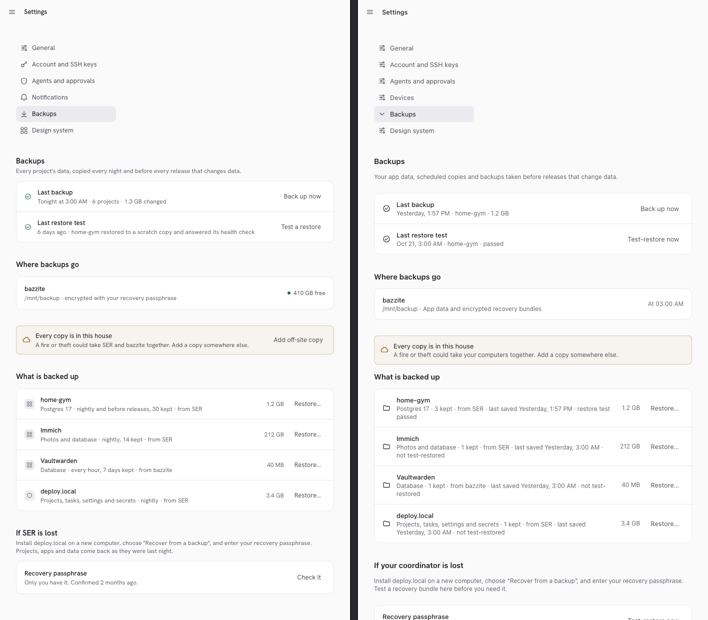 Settings
General
Account and SSH keys
Agents and approvals
Notifications
Backups
Design system
Backups
Every project's data, copied every night and before every release that changes data.
Last backup
Tonight at 3:00 AM · 6 projects · 1.3 GB changed
Back up now
Last restore test
6 days ago · home-gym restored to a scratch copy and answered its health check
Test a restore
Where backups go
bazzite
/mnt/backup · encrypted with your recovery passphrase
410 GB free
Every copy is in this house
A fire or theft could take SER and bazzite together. Add a copy somewhere else.
Add off-site copy
What is backed up
home-gym
Postgres 17 · nightly and before releases, 30 kept · from SER
1.2 GB
Restore...
Immich
Photos and database · nightly, 14 kept · from SER
212 GB
Restore...
Vaultwarden
Database · every hour, 7 days kept · from bazzite
40 MB
Restore...
deploy.local
Projects, tasks, settings and secrets · nightly · from SER
3.4 GB
Restore...
If SER is lost
Install deploy.local on a new computer, choose "Recover from a backup", and enter your recovery passphrase.
Projects, apps and data come back as they were last night.
Recovery passphrase
Only you have it. Confirmed 2 months ago.
Check it
Settings
General
Account and SSH keys
Agents and approvals
Devices
Backups
Design system
Backups
Your app data, scheduled copies and backups taken before releases that change data.
Last backup
Yesterday, 1:57 PM · home-gym · 1.2 GB
Back up now
Last restore test
Oct 21, 3:00 AM · home-gym · passed
Test-restore now
Where backups go
bazzite
/mnt/backup · App data and encrypted recovery bundles
At 03:00 AM
Every copy is in this house
A fire or theft could take your computers together. Add a copy somewhere else.
What is backed up
home-gym
Postgres 17 · 3 kept · from SER · last saved Yesterday, 1:57 PM · restore test
passed
1.2 GB
Restore...
Immich
Photos and database · 1 kept · from SER · last saved Yesterday, 3:00 AM ·
not test-restored
212 GB
Restore...
Vaultwarden
Database · 1 kept · from bazzite · last saved Yesterday, 3:00 AM · not test-
restored
40 MB
Restore...
deploy.local
Projects, tasks, settings and secrets · 1 kept · from SER · last saved
Yesterday, 3:00 AM · not test-restored
3.4 GB
Restore...
If your coordinator is lost
Install deploy.local on a new computer, choose "Recover from a backup", and enter your recovery passphrase.
Test a recovery bundle here before you need it.
Recovery passphrase
Test-restore now